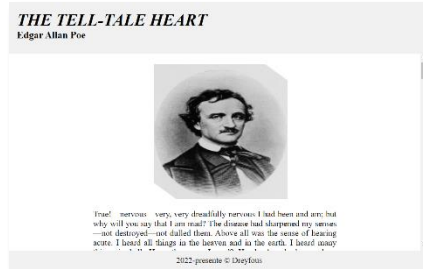 THE TELL-TALE HEART
Edgar Allan Poe
True! nervous very, very dreadfully nervous I had been and am; but
why will you say that I am mad? The disease had sharpened my senses
—not destroyed—not dulled them. Above all was the sense of hearing
acute. I heard all things in the heaven and in the earth. I heard many
2022-presente © Dreyfous